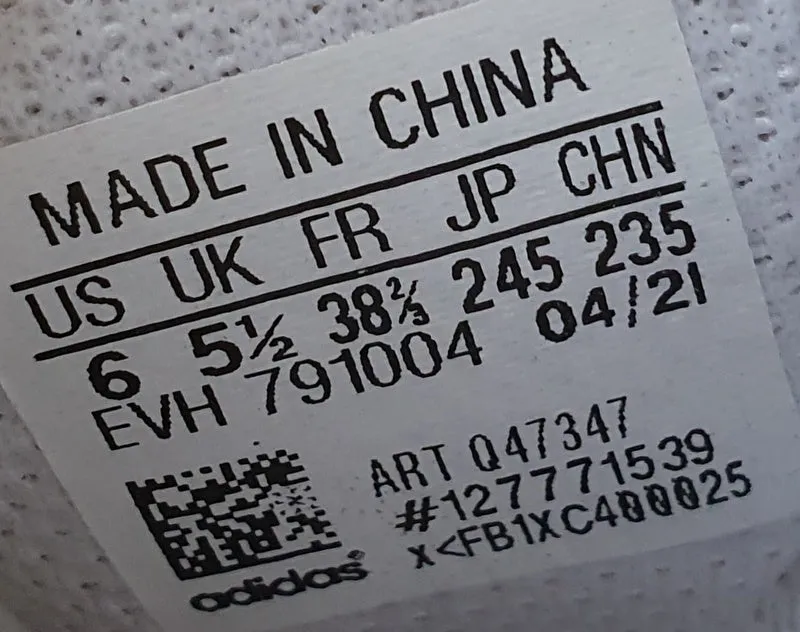 MADE IN CHINA
US UK FR JP CHN
6 5½ 38⅔ 245 235
EVH 791004 04/21
ART Q47347
#127771539
x<FB1XC400025
adidas®